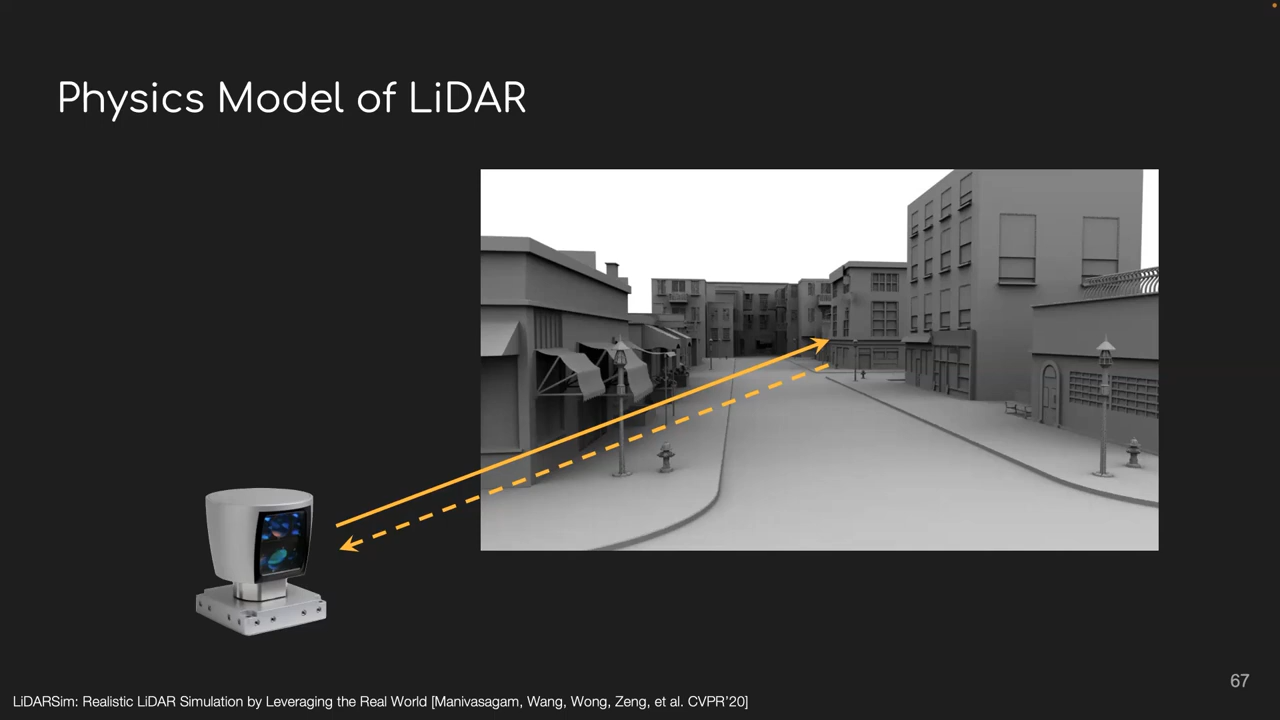 Physics Model of LiDAR
67
LiDARSim: Realistic LiDAR Simulation by Leveraging the Real World [Manivasagam, Wang, Wong, Zeng, et al. CVPR’20]